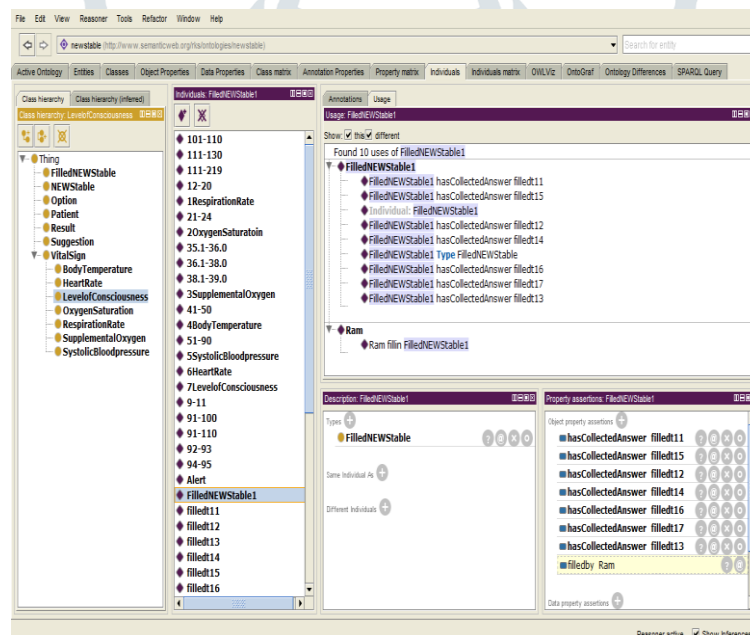 File Edit View Reasoner Tools Refactor Window Help
newstable (http://www.semanticweb.org/rks/ontologies/newstable)
Search for entity
Active Ontology Entities Classes Object Properties Data Properties Class matrix Annotation Properties Property matrix Individuals Individuals matrix OWLViz OntoGraf Ontology Differences SPARQL Query
Class hierarchy Class hierarchy (inferred)
Class hierarchy: LevelofConsciousness
Thing
FilledNEWStable
NEWStable
Option
Patient
Result
Suggestion
VitalSign
BodyTemperature
HeartRate
LevelofConsciousness
OxygenSaturation
RespirationRate
SupplementalOxygen
SystolicBloodpressure
Individuals: FilledNEWStable1
101-110
111-130
111-219
12-20
1RespirationRate
21-24
2OxygenSaturatoin
35.1-36.0
36.1-38.0
38.1-39.0
3SupplementalOxygen
41-50
4BodyTemperature
51-90
5SystolicBloodpressure
6HeartRate
7LevelofConsciousness
9-11
91-100
91-110
92-93
94-95
Alert
FilledNEWStable1
filledt11
filledt12
filledt13
filledt14
filledt15
filledt16
Annotations Usage
Usage: FilledNEWStable1
Show: this different
Found 10 uses of FilledNEWStable1
FilledNEWStable1
FilledNEWStable1 hasCollectedAnswer filledt11
FilledNEWStable1 hasCollectedAnswer filledt15
Individual: FilledNEWStable1
FilledNEWStable1 hasCollectedAnswer filledt12
FilledNEWStable1 hasCollectedAnswer filledt14
FilledNEWStable1 Type FilledNEWStable
FilledNEWStable1 hasCollectedAnswer filledt16
FilledNEWStable1 hasCollectedAnswer filledt17
FilledNEWStable1 hasCollectedAnswer filledt13
Ram
Ram fillin FilledNEWStable1
Description: FilledNEWStable1
Types
FilledNEWStable
Same Individual As
Different Individuals
Property assertions: FilledNEWStable1
Object property assertions
hasCollectedAnswer filledt11
hasCollectedAnswer filledt15
hasCollectedAnswer filledt12
hasCollectedAnswer filledt14
hasCollectedAnswer filledt16
hasCollectedAnswer filledt17
hasCollectedAnswer filledt13
filledby Ram
Data property assertions
Reasoner active Show Inferences